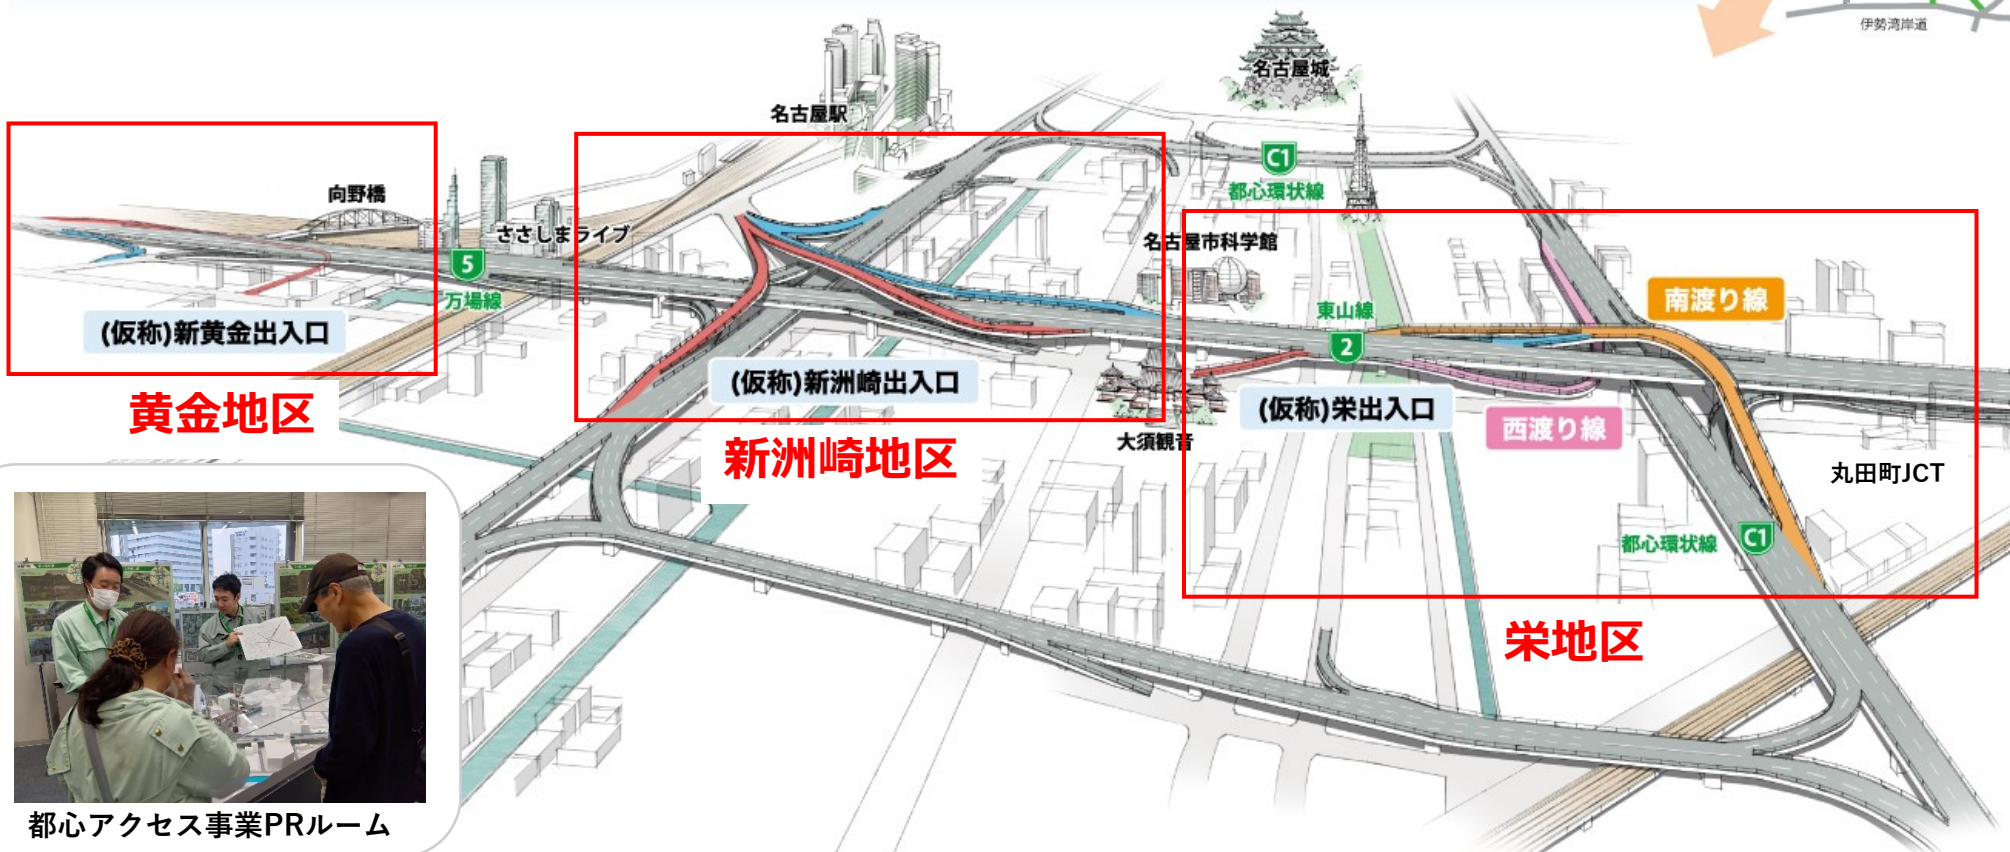 伊勢湾岸道
名古屋城
名古屋駅
C1
都心環状線
向野橋
ささしまライブ
5
万場線
名古屋市科学館
(仮称)新黄金出入口
黄金地区
(仮称)新洲崎出入口
新洲崎地区
大須観音
東山線
2
南渡り線
(仮称)栄出入口
西渡り線
丸田町JCT
都心環状線
C1
栄地区
都心アクセス事業PRルーム